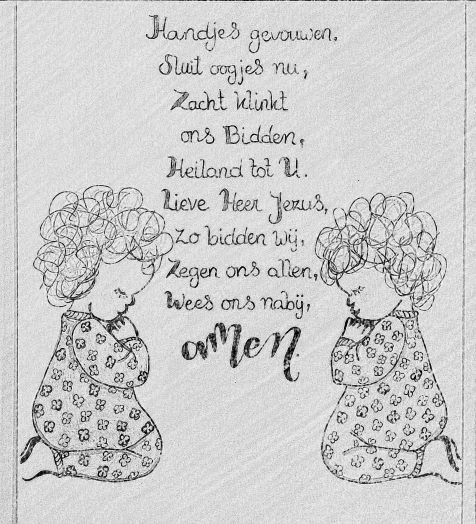 Handjes gevouwen.
Sluit oogjes nu,
Zacht klinkt
ons Bidden,
Heiland tot U.
Lieve Heer Jezus,
Zo bidden wij,
Zegen ons allen,
Wees ons nabij,
amen.